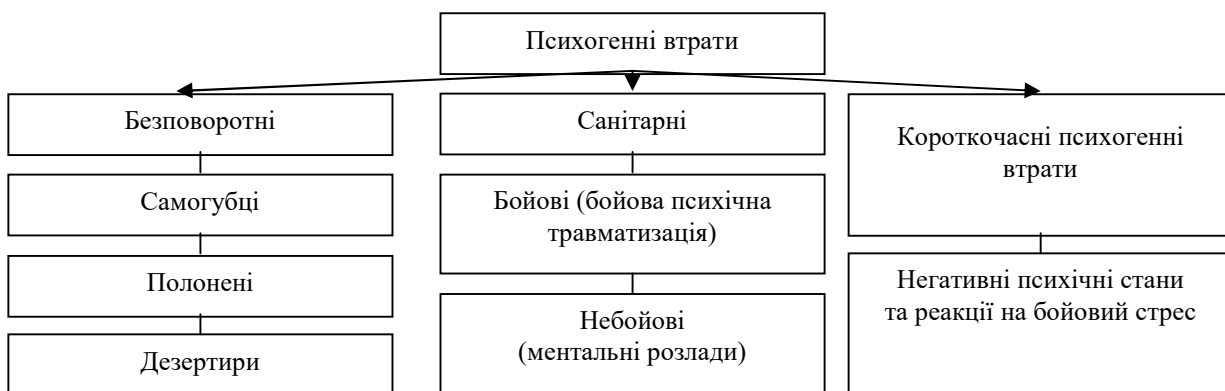 Психогенні втрати
Безповоротні
Самогубці
Полонені
Дезертири
Санітарні
Бойові (бойова психічна
травматизація)
Небойові
(ментальні розлади)
Короткочасні психогенні
втрати
Негативні психічні стани
та реакції на бойовий стрес